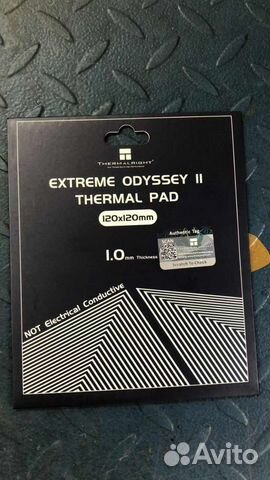 THERMALRIGHT
EXTREME ODYSSEY II
THERMAL PAD
120x120mm
Authentic Tag
SCAN
1.0mm Thickness
Scratch To Check
NOT Electrical Conductive
Avito